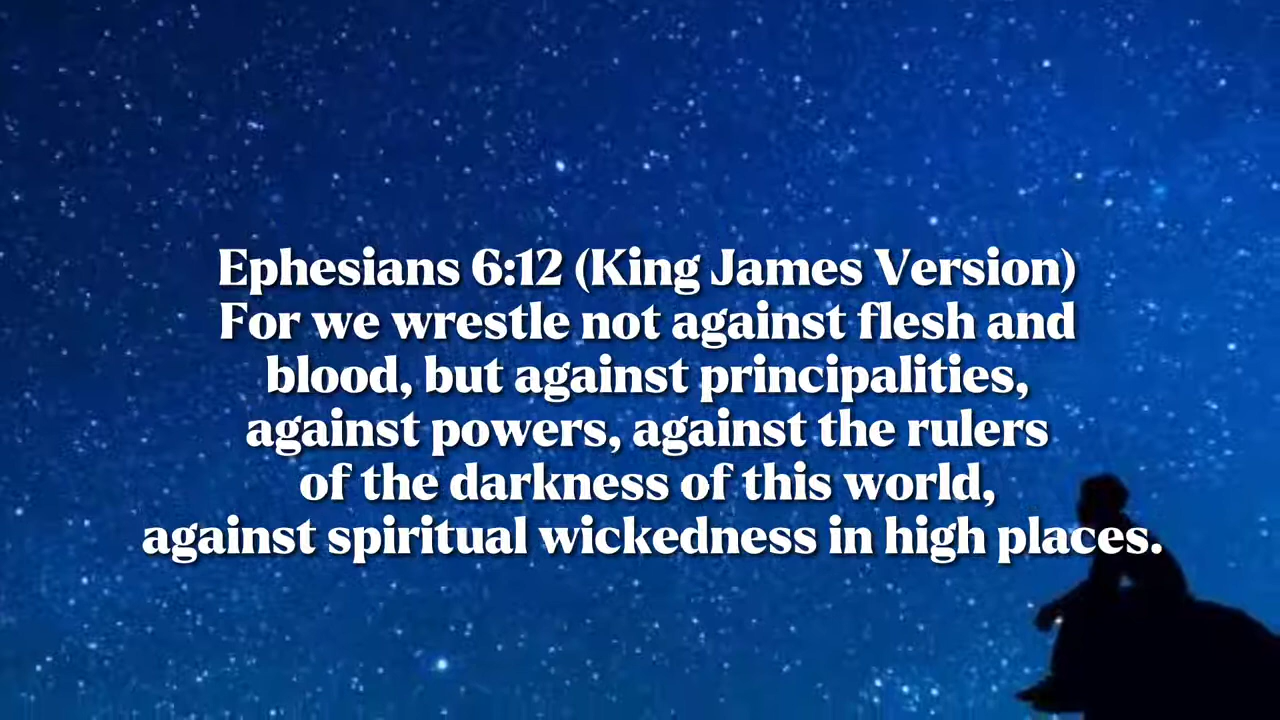 Ephesians 6:12 (King James Version)
For we wrestle not against flesh and
blood, but against principalities,
against powers, against the rulers
of the darkness of this world,
against spiritual wickedness in high places.